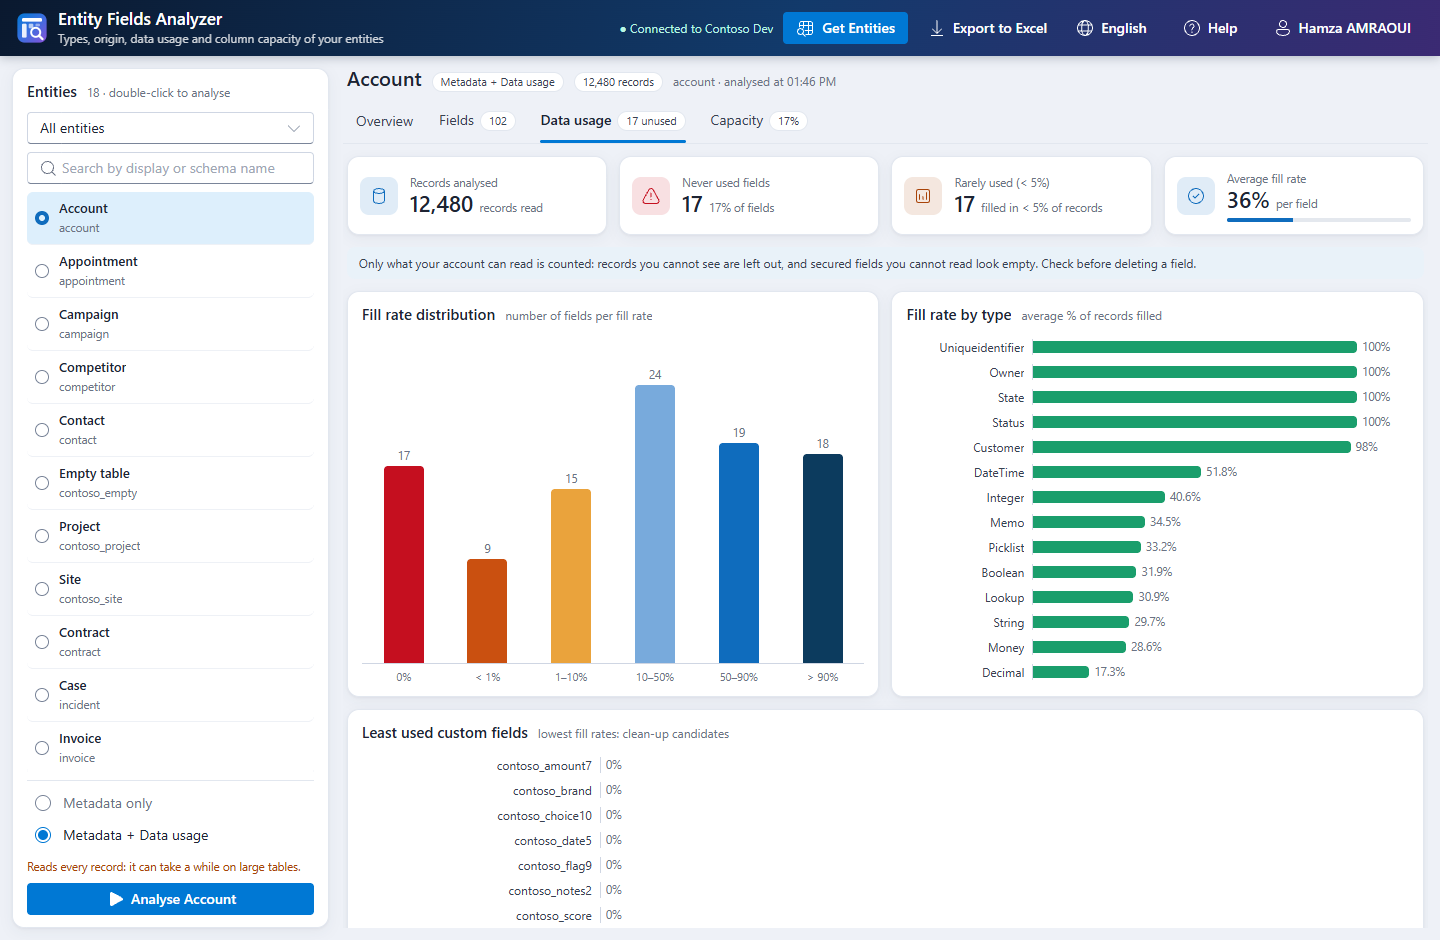 Entity Fields Analyzer
Types, origin, data usage and column capacity of your entities
Connected to Contoso Dev
Get Entities
Export to Excel
English
Help
Hamza AMRAOUI
Entities 18 · double-click to analyse
All entities
Search by display or schema name
Account
account
Appointment
appointment
Campaign
campaign
Competitor
competitor
Contact
contact
Empty table
contoso_empty
Project
contoso_project
Site
contoso_site
Contract
contract
Case
incident
Invoice
invoice
Metadata only
Metadata + Data usage
Reads every record: it can take a while on large tables.
Analyse Account
Account Metadata + Data usage 12,480 records account · analysed at 01:46 PM
Overview
Fields 102
Data usage 17 unused
Capacity 17%
Records analysed
12,480 records read
Never used fields
17 17% of fields
Rarely used (< 5%)
17 filled in < 5% of records
Average fill rate
36% per field
Only what your account can read is counted: records you cannot see are left out, and secured fields you cannot read look empty. Check before deleting a field.
Fill rate distribution number of fields per fill rate
17
9
15
24
19
18
0%
< 1%
1–10%
10–50%
50–90%
> 90%
Fill rate by type average % of records filled
Uniqueidentifier 100%
Owner 100%
State 100%
Status 100%
Customer 98%
DateTime 51.8%
Integer 40.6%
Memo 34.5%
Picklist 33.2%
Boolean 31.9%
Lookup 30.9%
String 29.7%
Money 28.6%
Decimal 17.3%
Least used custom fields lowest fill rates: clean-up candidates
contoso_amount7 0%
contoso_brand 0%
contoso_choice10 0%
contoso_date5 0%
contoso_flag9 0%
contoso_notes2 0%
contoso_score 0%